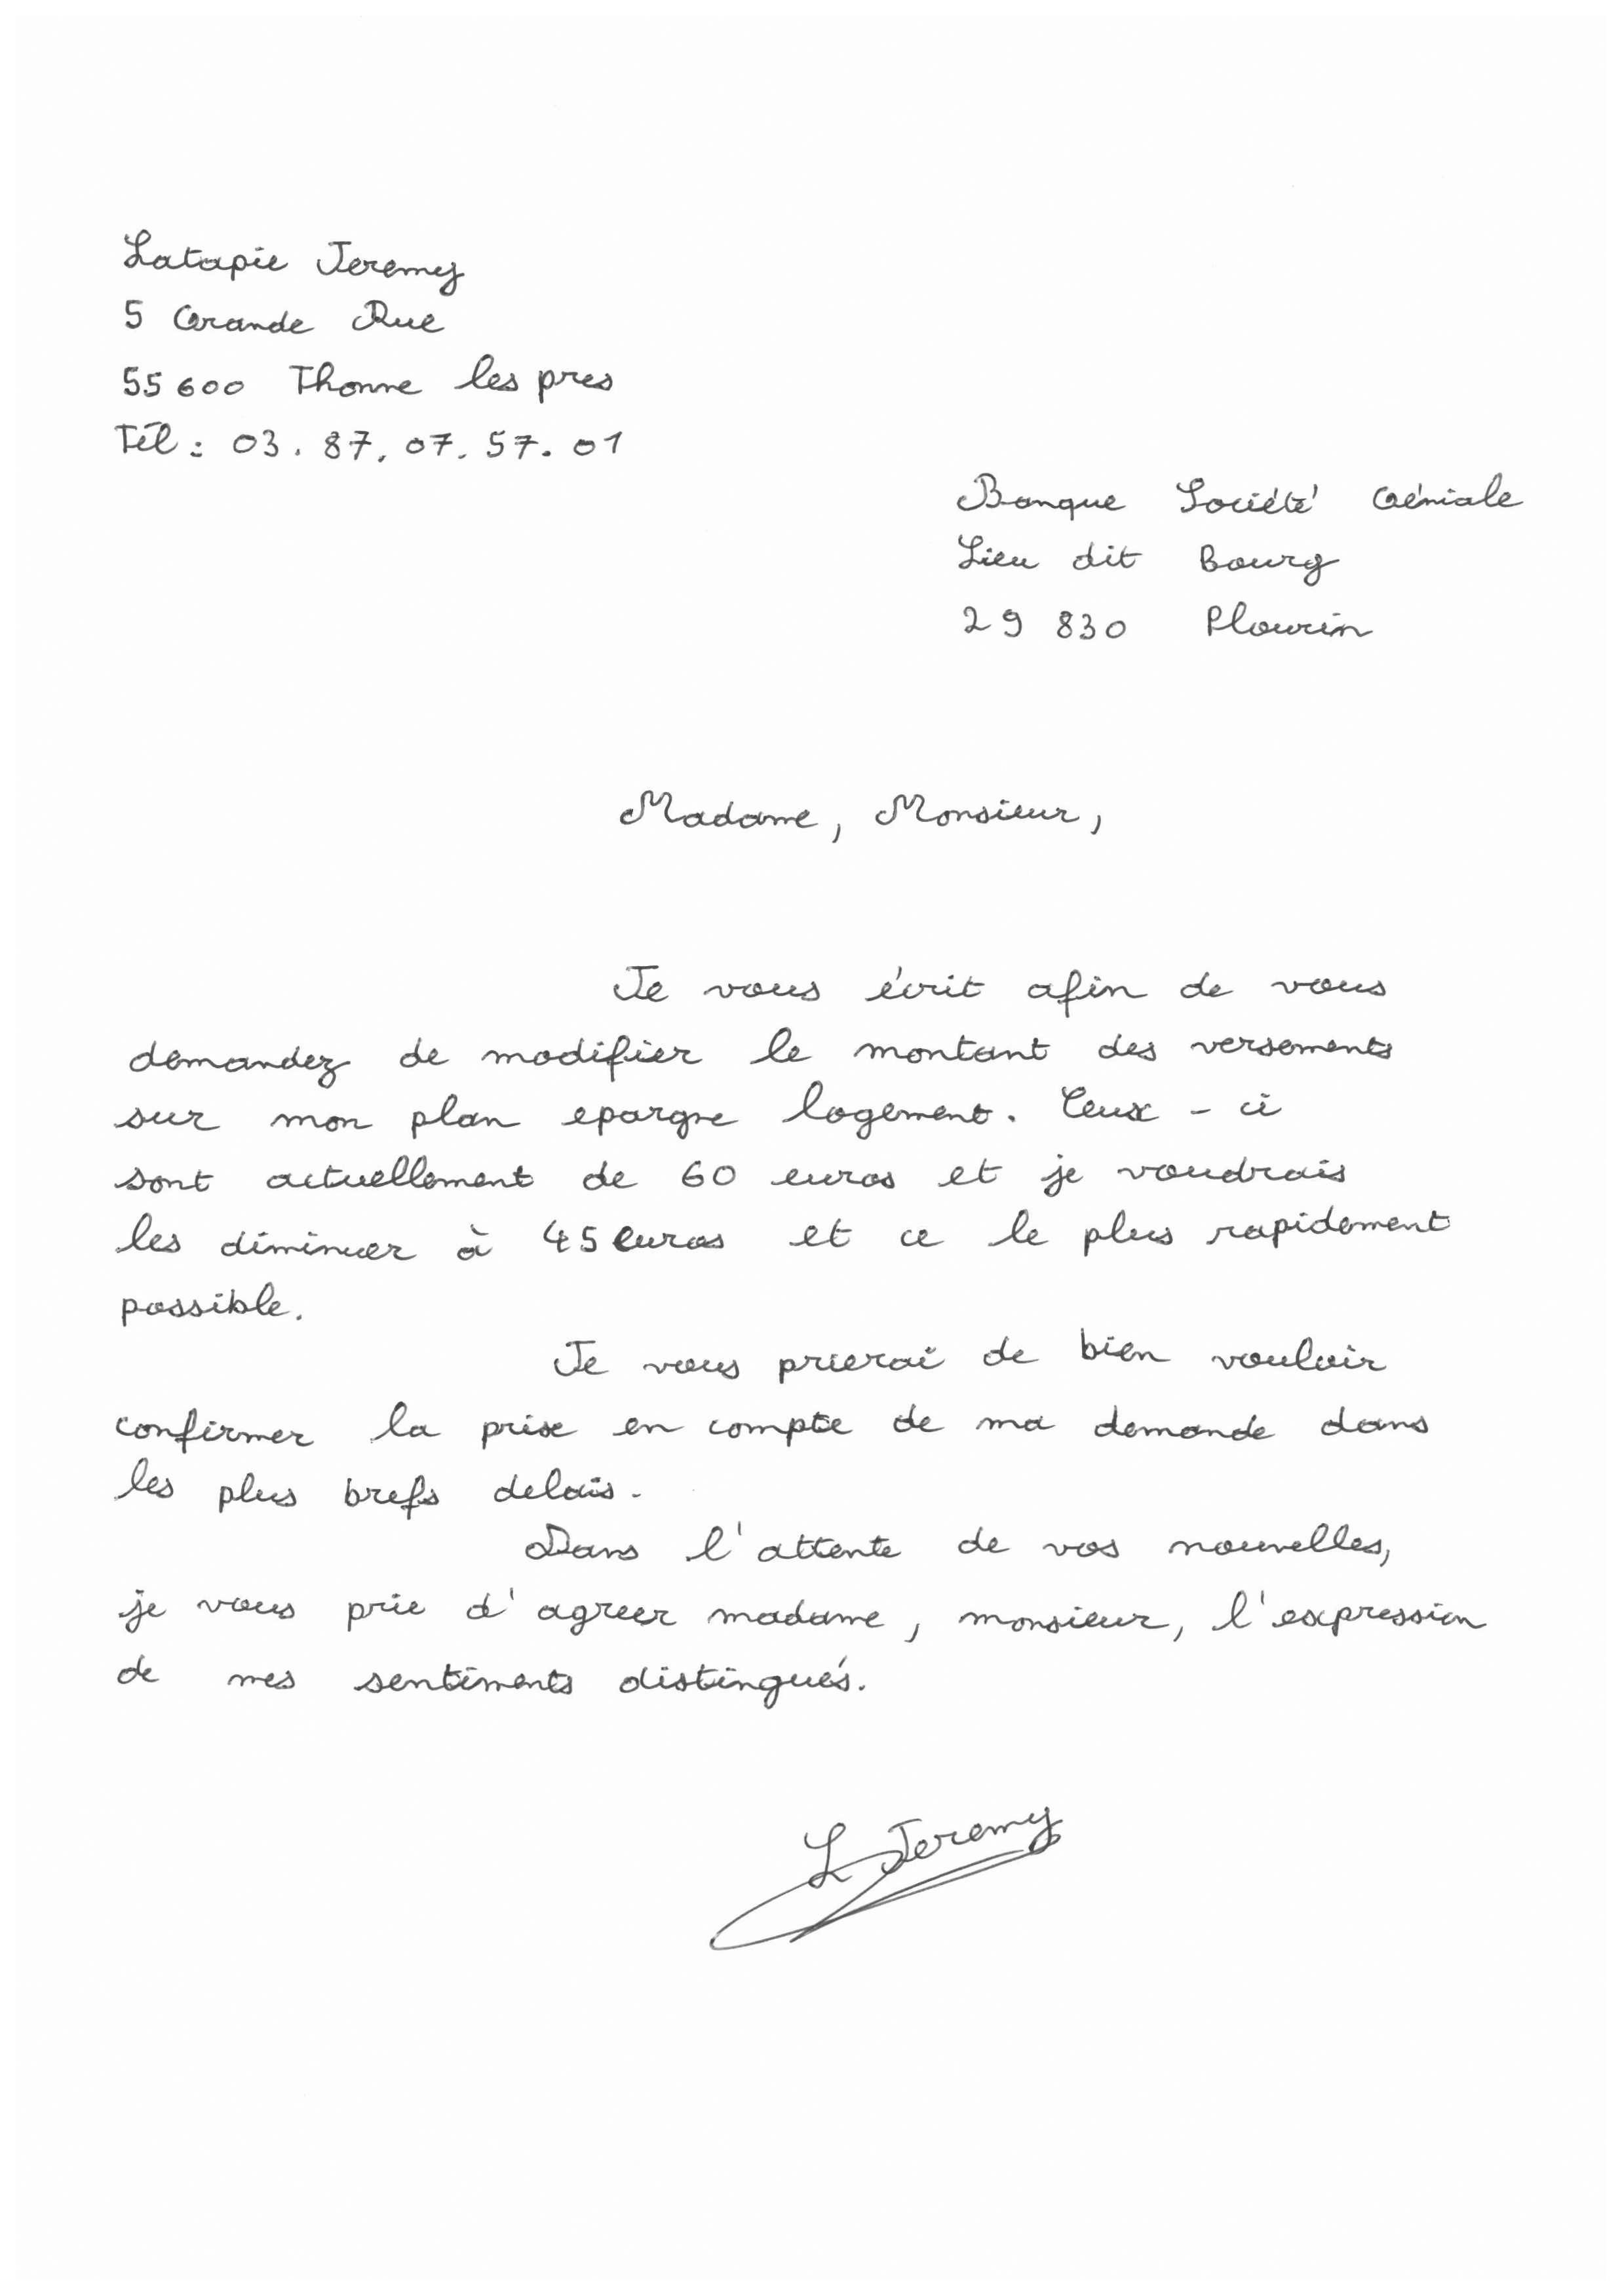 Latapie Jeremy
5 Grande Rue
55600 Thonne les pres
Tél : 03. 87. 07. 57. 01
Banque Société Géniale
Lieu dit Bourg
29 830 Plourin
Madame, Monsieur,
Je vous écrit afin de vous
demandez de modifier le montant des versements
sur mon plan epargne logement. Ceux-ci
sont actuellement de 60 euros et je voudrais
les diminuer à 45 euros et ce le plus rapidement
possible.
Je vous prierai de bien vouloir
confirmer la prise en compte de ma demande dans
les plus brefs delais.
Dans l'attente de vos nouvelles,
je vous prie d'agreer madame, monsieur, l'expression
de mes sentiments distingués.
L Jeremy